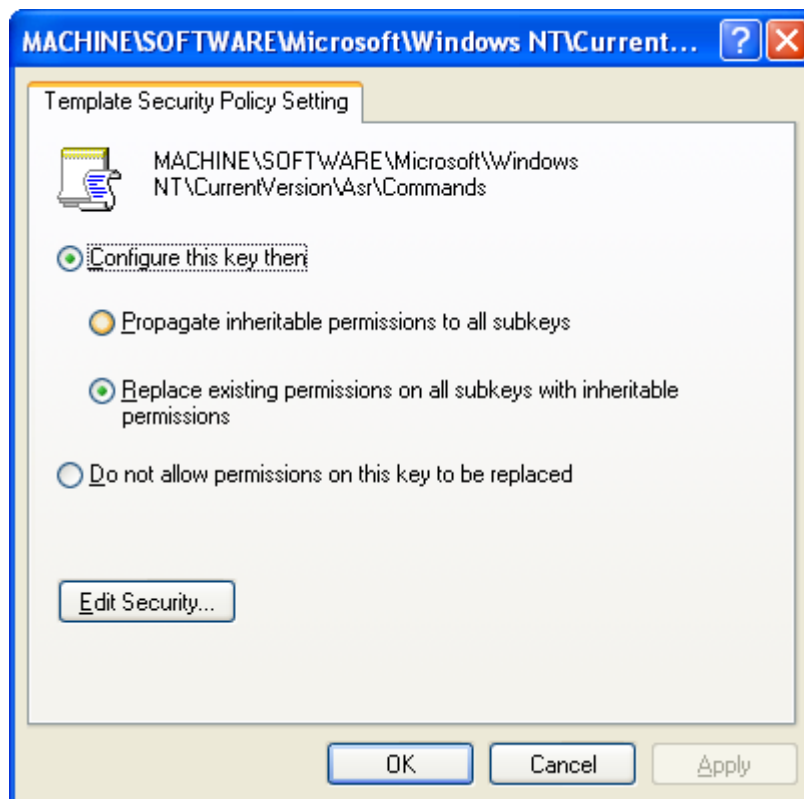 MACHINE\SOFTWARE\Microsoft\Windows NT\Current...
Template Security Policy Setting
MACHINE\SOFTWARE\Microsoft\Windows
NT\CurrentVersion\Asr\Commands
Configure this key then
Propagate inheritable permissions to all subkeys
Replace existing permissions on all subkeys with inheritable
permissions
Do not allow permissions on this key to be replaced
Edit Security...
OK Cancel Apply